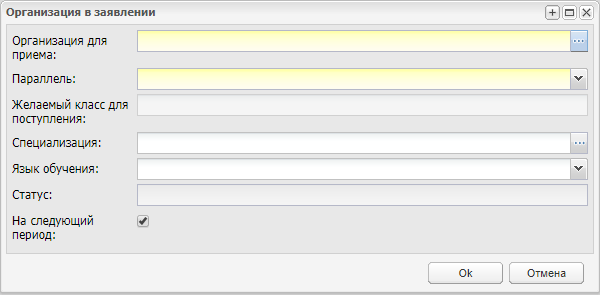 Организация в заявлении
Организация для
приема:
Параллель:
Желаемый класс для
поступления:
Специализация:
Язык обучения:
Статус:
На следующий
период:
Ok
Отмена